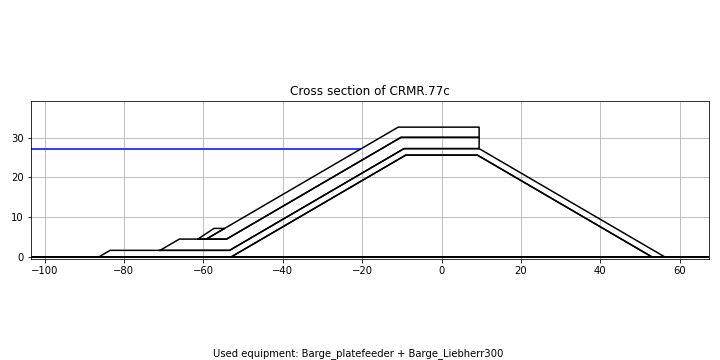 Cross section of CRMR.77c
30
20
10
0
−100 −80 −60 −40 −20 0 20 40 60
Used equipment: Barge_platefeeder + Barge_Liebherr300